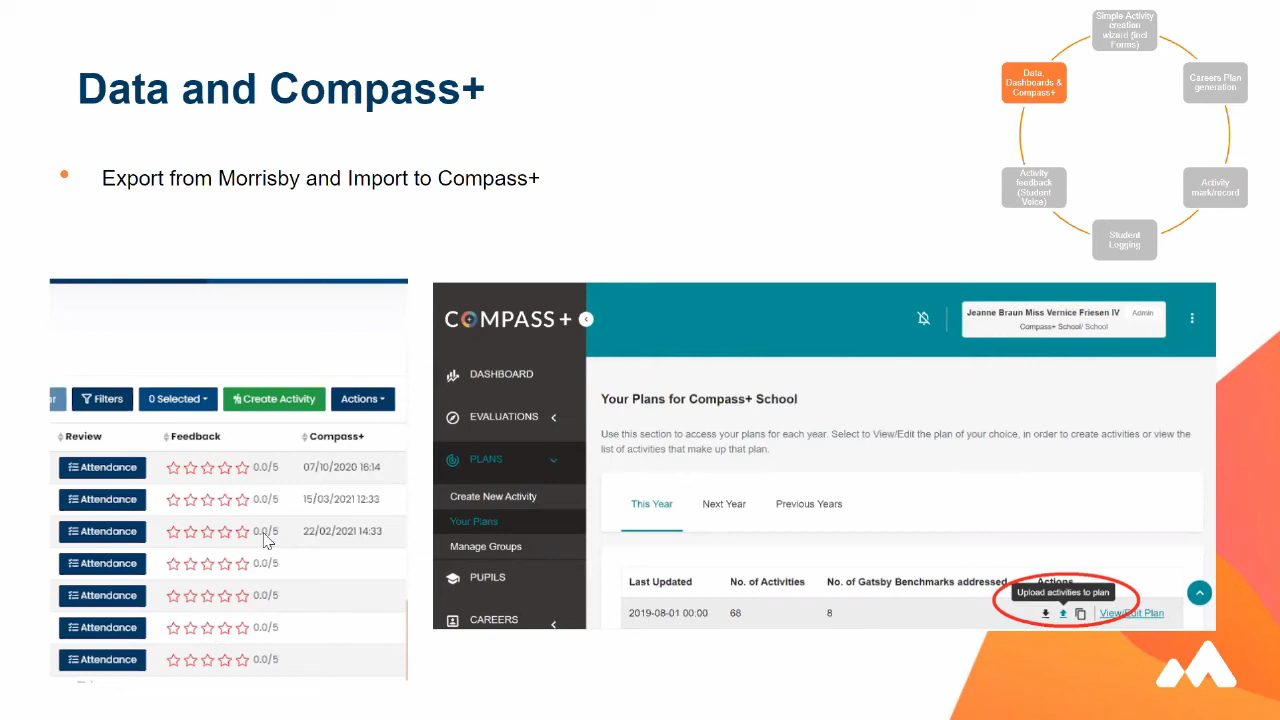 Data and Compass+
Export from Morrisby and Import to Compass+
Simple Activity
creation
wizard (incl
Forms)
Data,
Dashboards &
Compass+
Careers Plan
generation
Activity
feedback
(Student
Voice)
Activity
mark/record
Student
Logging
Filters
0 Selected
Create Activity
Actions
Review Feedback Compass+
Attendance 0.0/5 07/10/2020 16:14
Attendance 0.0/5 15/03/2021 12:33
Attendance 0.0/5 22/02/2021 14:33
Attendance 0.0/5
Attendance 0.0/5
Attendance 0.0/5
Attendance 0.0/5
COMPASS +
DASHBOARD
EVALUATIONS
PLANS
Create New Activity
Your Plans
Manage Groups
PUPILS
CAREERS
Jeanne Braun Miss Vernice Friesen IV Admin
Compass+ School/ School
Your Plans for Compass+ School
Use this section to access your plans for each year. Select to View/Edit the plan of your choice, in order to create activities or view the
list of activities that make up that plan.
This Year Next Year Previous Years
Last Updated No. of Activities No. of Gatsby Benchmarks addressed Actions
Upload activities to plan
2019-08-01 00:00 68 8 View/Edit Plan